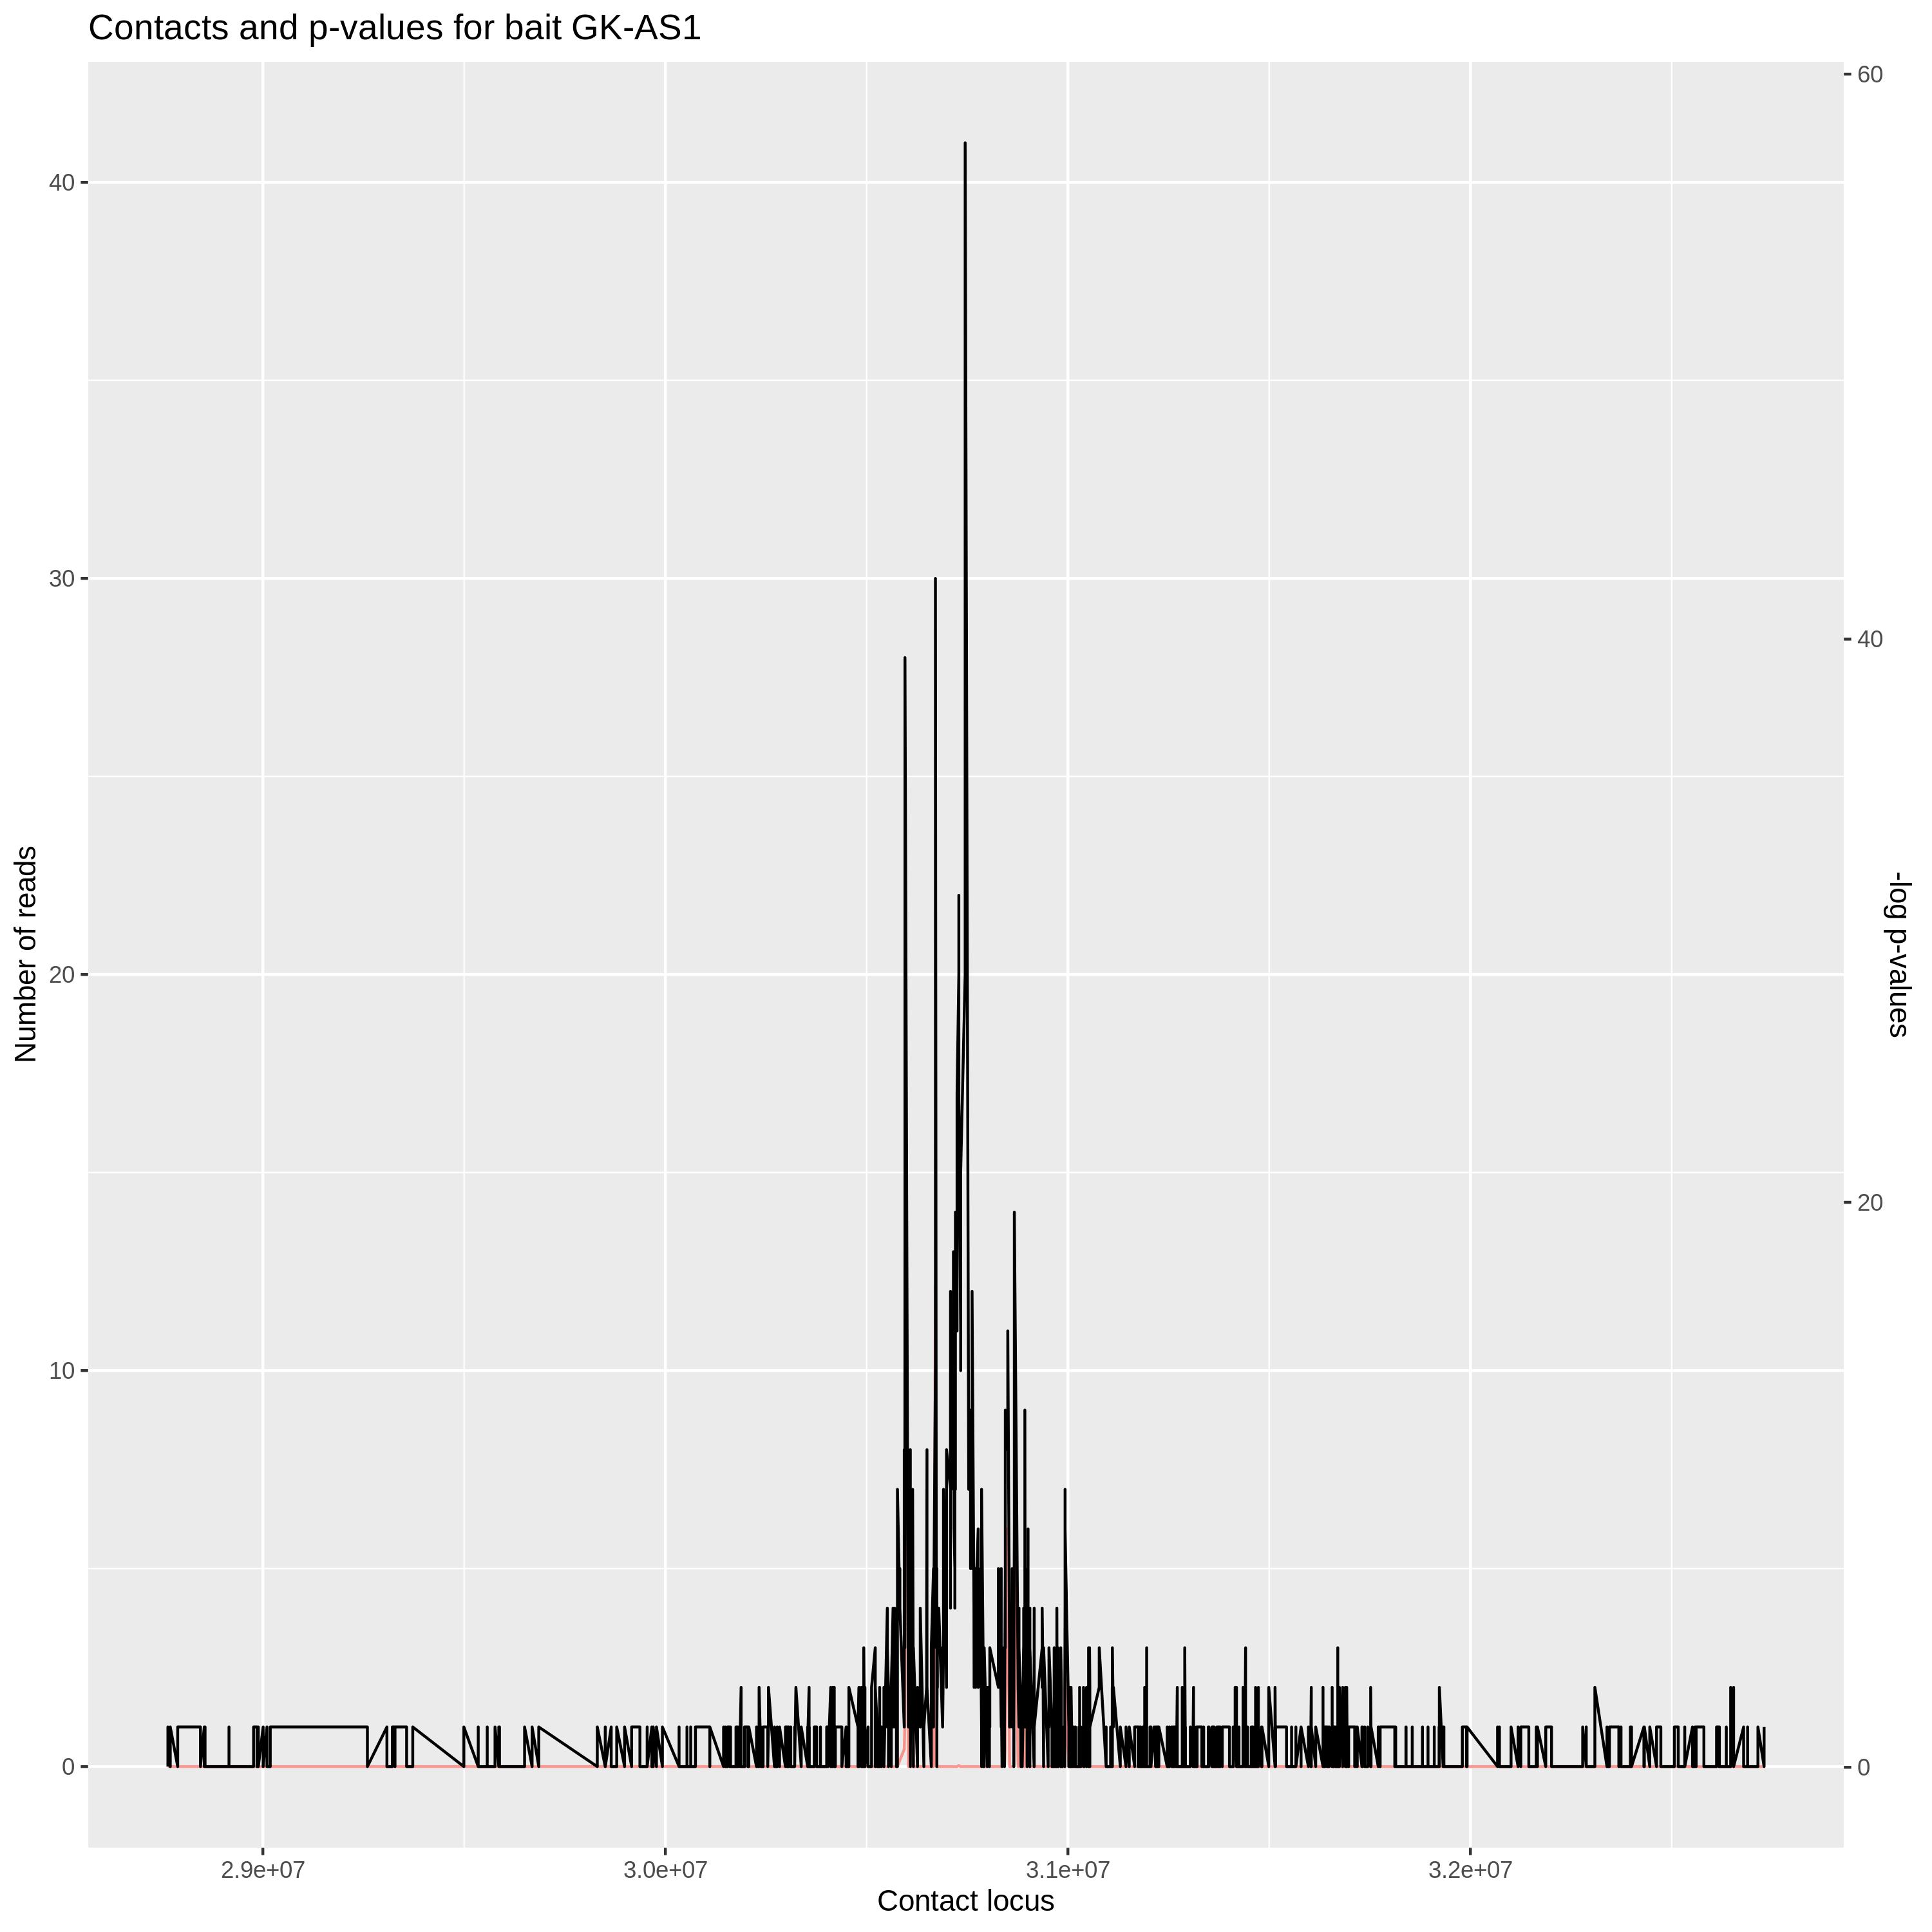 Contacts and p-values for bait GK-AS1
60
40
40
30
20
20
10
0
0
Number of reads
-log p-values
2.9e+07
3.0e+07
3.1e+07
3.2e+07
Contact locus